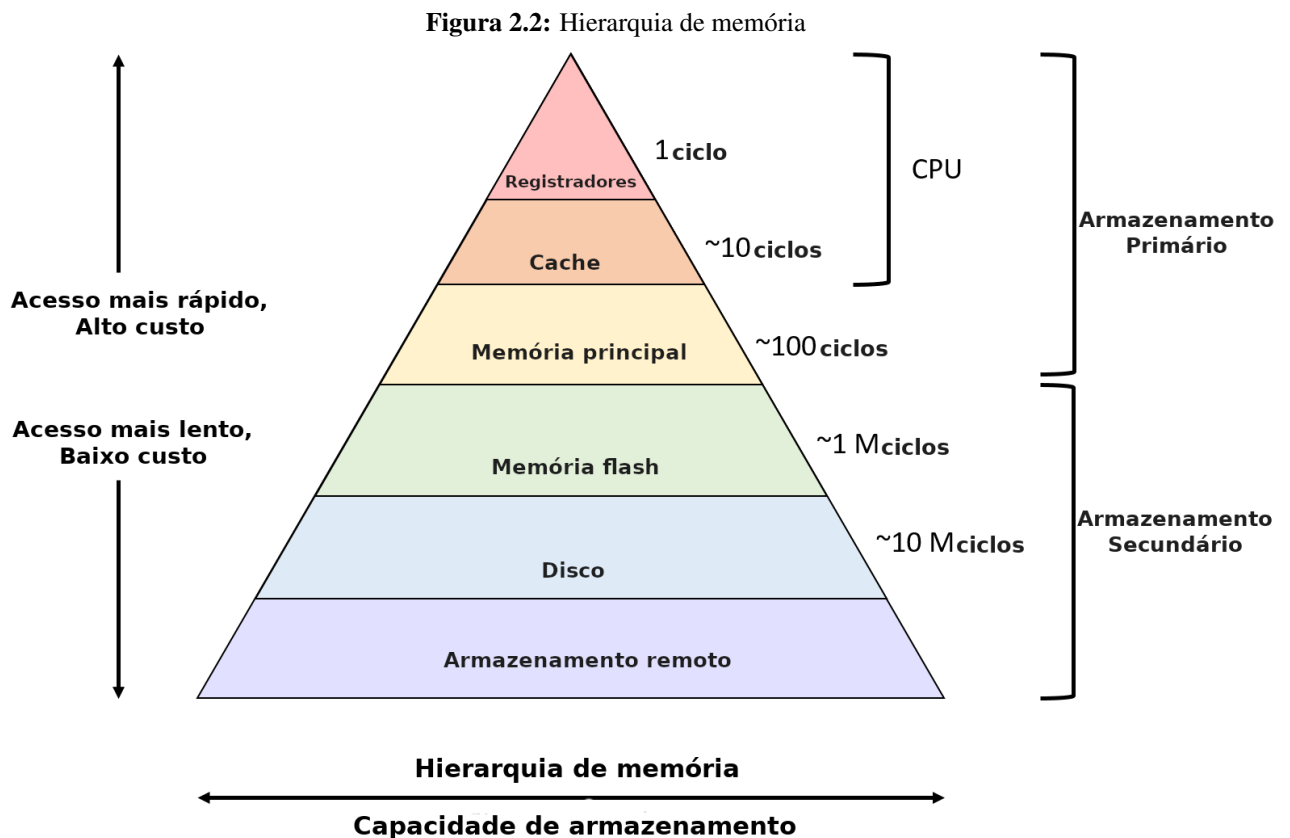 Figura 2.2: Hierarquia de memória
1 ciclo
Registradores
CPU
Armazenamento
Primário
~10 ciclos
Cache
Acesso mais rápido,
Alto custo
~100 ciclos
Memória principal
Acesso mais lento,
Baixo custo
~1 M ciclos
Memória flash
Armazenamento
Secundário
~10 M ciclos
Disco
Armazenamento remoto
Hierarquia de memória
Capacidade de armazenamento